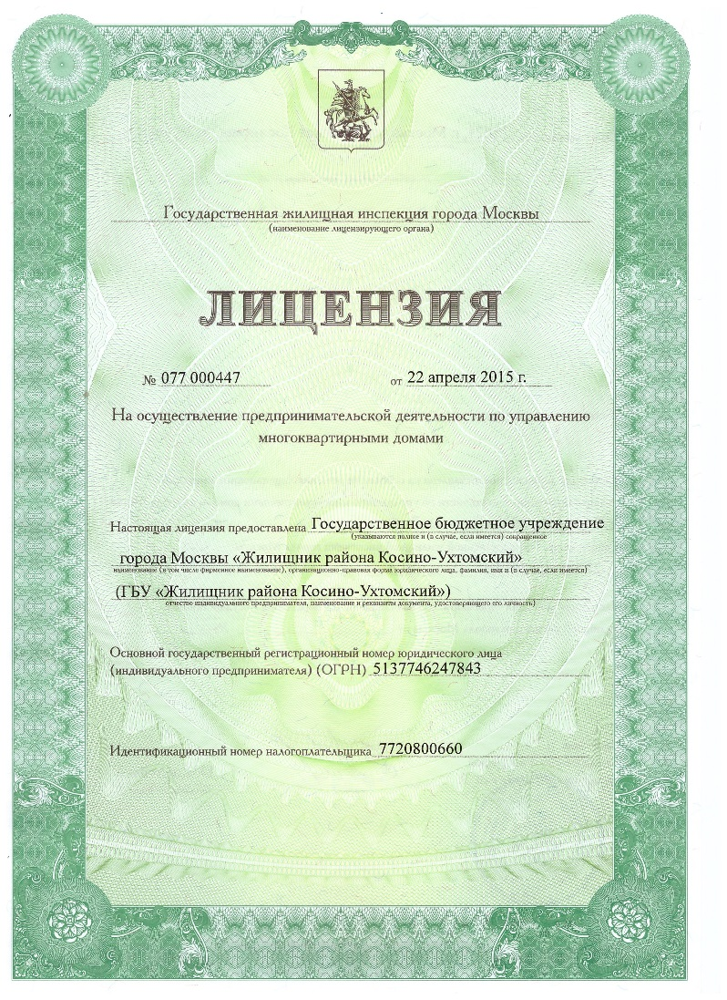 Государственная жилищная инспекция города Москвы
(наименование лицензирующего органа)
ЛИЦЕНЗИЯ
№ 077 000447 от 22 апреля 2015 г.
На осуществление предпринимательской деятельности по управлению
многоквартирными домами
Настоящая лицензия предоставлена Государственное бюджетное учреждение
(указываются полное и (в случае, если имеется) сокращенное
города Москвы «Жилищник района Косино-Ухтомский»
наименование (в том числе фирменное наименование), организационно-правовая форма юридического лица, фамилия, имя и (в случае, если имеется)
(ГБУ «Жилищник района Косино-Ухтомский»)
отчество индивидуального предпринимателя, наименование и реквизиты документа, удостоверяющего его личность)
Основной государственный регистрационный номер юридического лица
(индивидуального предпринимателя) (ОГРН) 5137746247843
Идентификационный номер налогоплательщика 7720800660